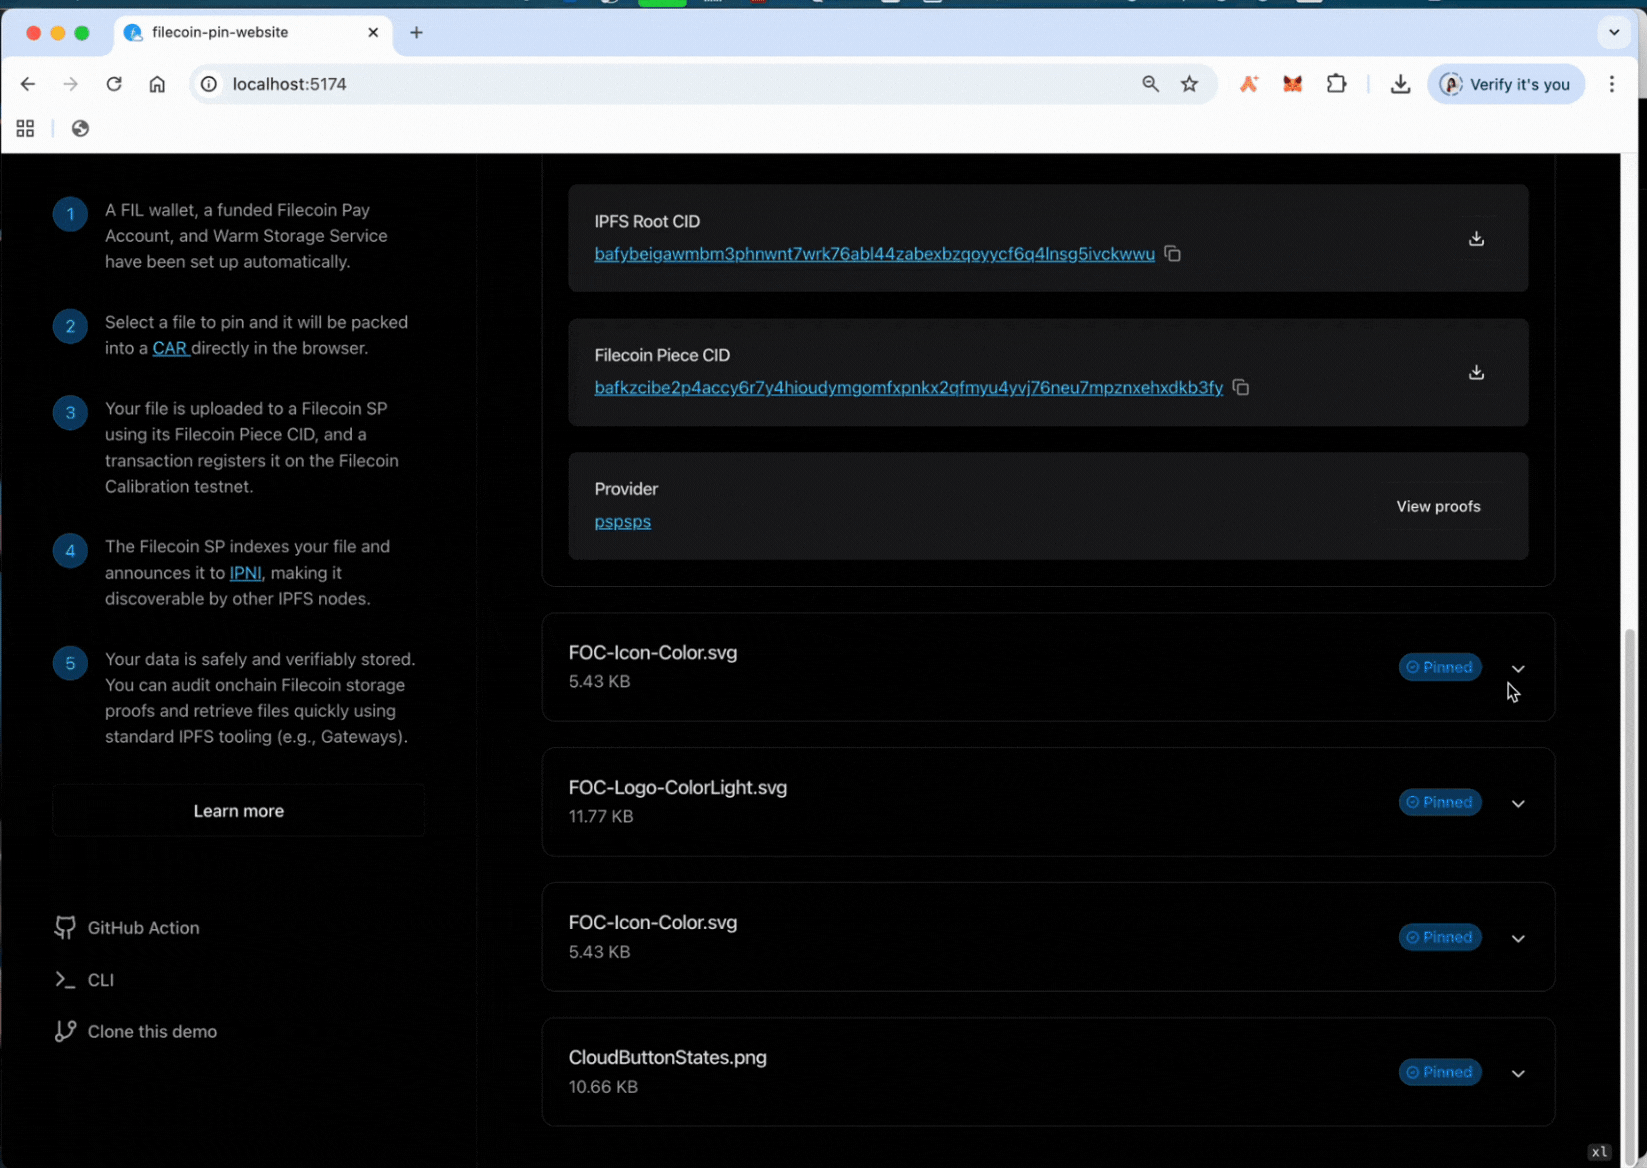 filecoin-pin-website
localhost:5174
Verify it's you
1
A FIL wallet, a funded Filecoin Pay
Account, and Warm Storage Service
have been set up automatically.
2
Select a file to pin and it will be packed
into a CAR directly in the browser.
3
Your file is uploaded to a Filecoin SP
using its Filecoin Piece CID, and a
transaction registers it on the Filecoin
Calibration testnet.
4
The Filecoin SP indexes your file and
announces it to IPNI, making it
discoverable by other IPFS nodes.
5
Your data is safely and verifiably stored.
You can audit onchain Filecoin storage
proofs and retrieve files quickly using
standard IPFS tooling (e.g., Gateways).
Learn more
GitHub Action
CLI
Clone this demo
IPFS Root CID
bafybeigawmbm3phnwnt7wrk76abl44zabexbzqoyycf6q4lnsg5ivckwwu
Filecoin Piece CID
bafkzcibe2p4accy6r7y4hioudymgomfxpnkx2qfmyu4yvj76neu7mpznxehxdkb3fy
Provider
pspsps
View proofs
FOC-Icon-Color.svg
5.43 KB
Pinned
FOC-Logo-ColorLight.svg
11.77 KB
Pinned
FOC-Icon-Color.svg
5.43 KB
Pinned
CloudButtonStates.png
10.66 KB
Pinned
xl